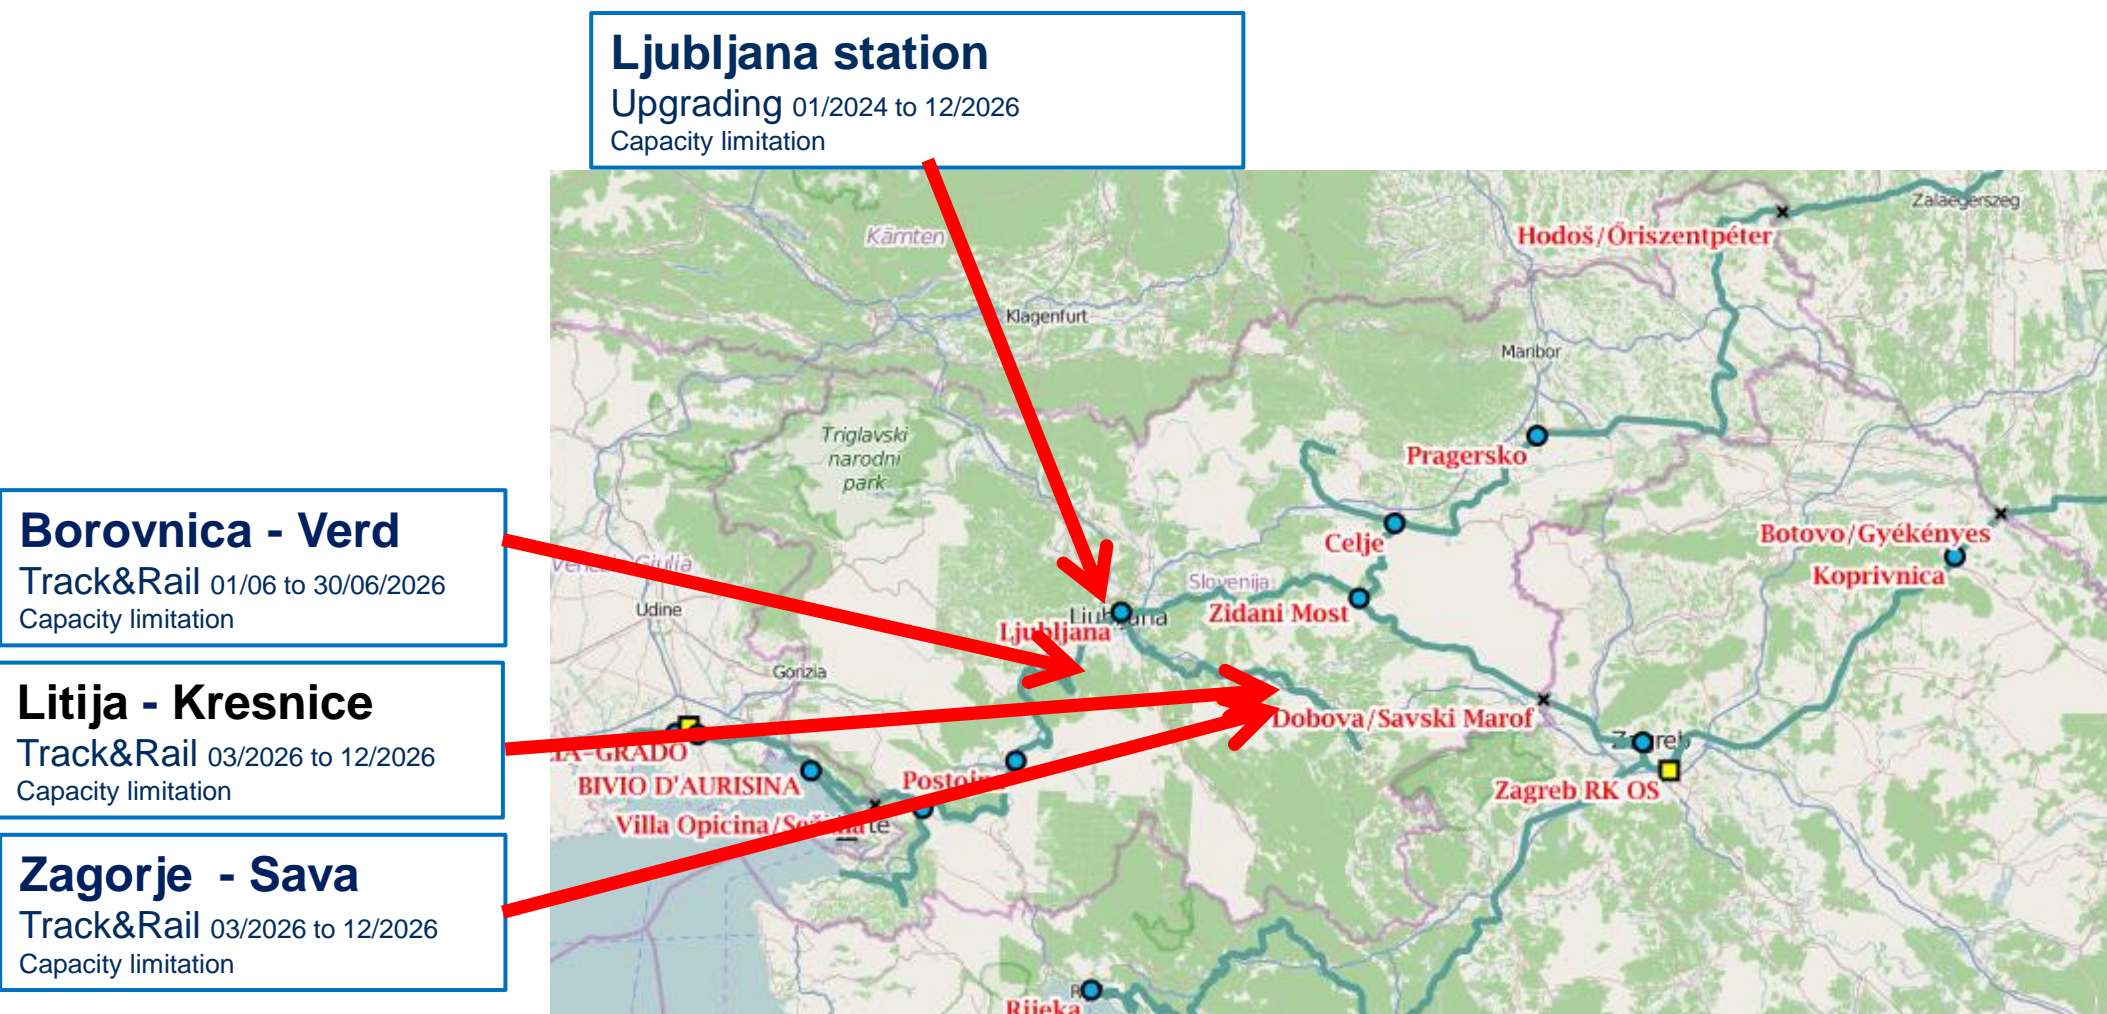 Ljubljana station
Upgrading 01/2024 to 12/2026
Capacity limitation
Borovnica - Verd
Track&Rail 01/06 to 30/06/2026
Capacity limitation
Litija - Kresnice
Track&Rail 03/2026 to 12/2026
Capacity limitation
Zagorje - Sava
Track&Rail 03/2026 to 12/2026
Capacity limitation
Zalaegerszeg
Kärnten
Hodoš/Őriszentpéter
Klagenfurt
Maribor
Triglavski
narodni
park
Pragersko
Celje
Botovo/Gyékényes
Koprivnica
Slovenija
Udine
Zidani Most
Ljubljana
Gorizia
Dobova/Savski Marof
BIVIO D'AURISINA
Zagreb RK OS
Villa Opicina/
Rijeka